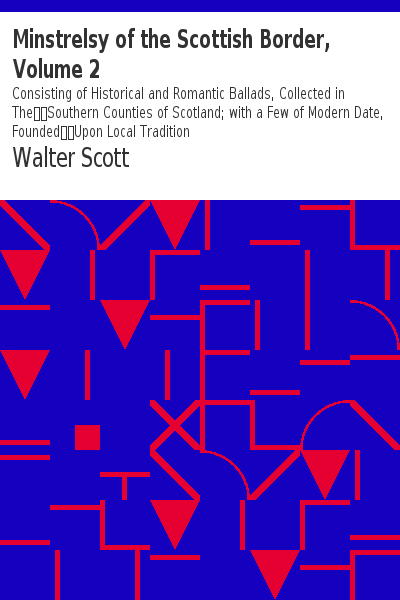 Minstrelsy of the Scottish Border,
Volume 2
Consisting of Historical and Romantic Ballads, Collected in
The▯▯Southern Counties of Scotland; with a Few of Modern Date,
Founded▯▯Upon Local Tradition
Walter Scott